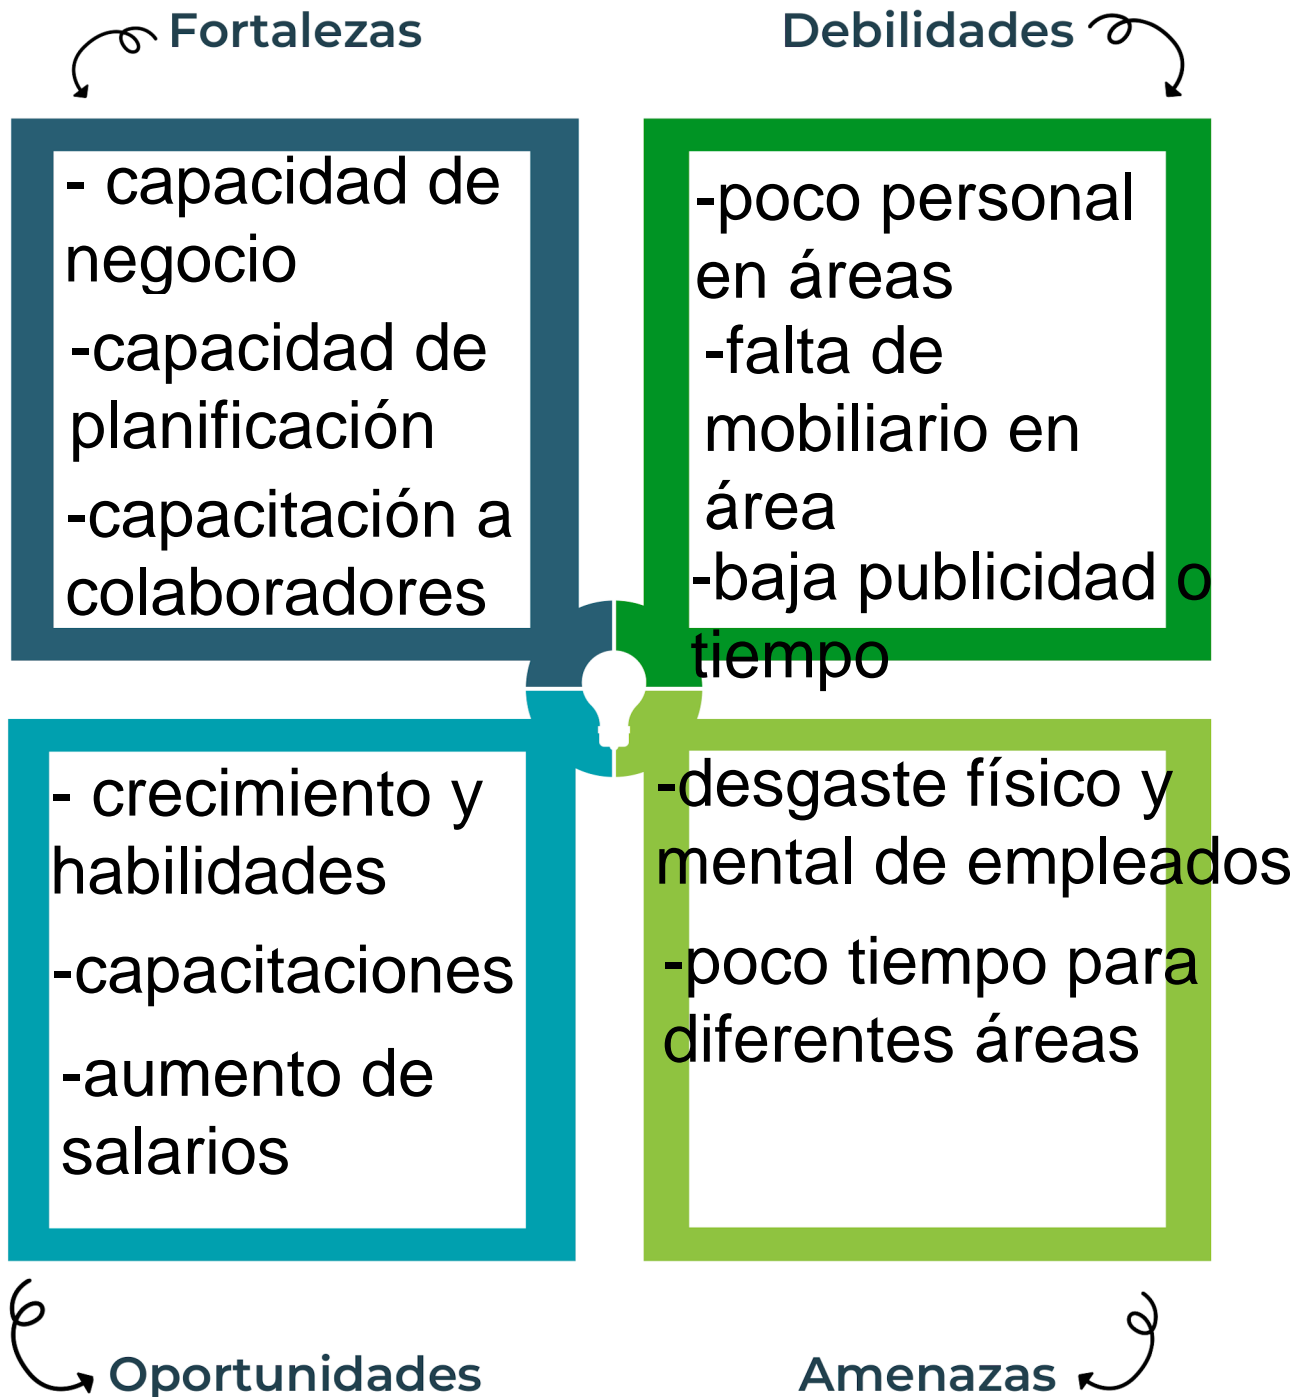 Fortalezas
- capacidad de
negocio
-capacidad de
planificación
-capacitación a
colaboradores
Debilidades
-poco personal
en áreas
-falta de
mobiliario en
área
-baja publicidad o
tiempo
- crecimiento y
habilidades
-capacitaciones
-aumento de
salarios
Oportunidades
-desgaste físico y
mental de empleados
-poco tiempo para
diferentes áreas
Amenazas